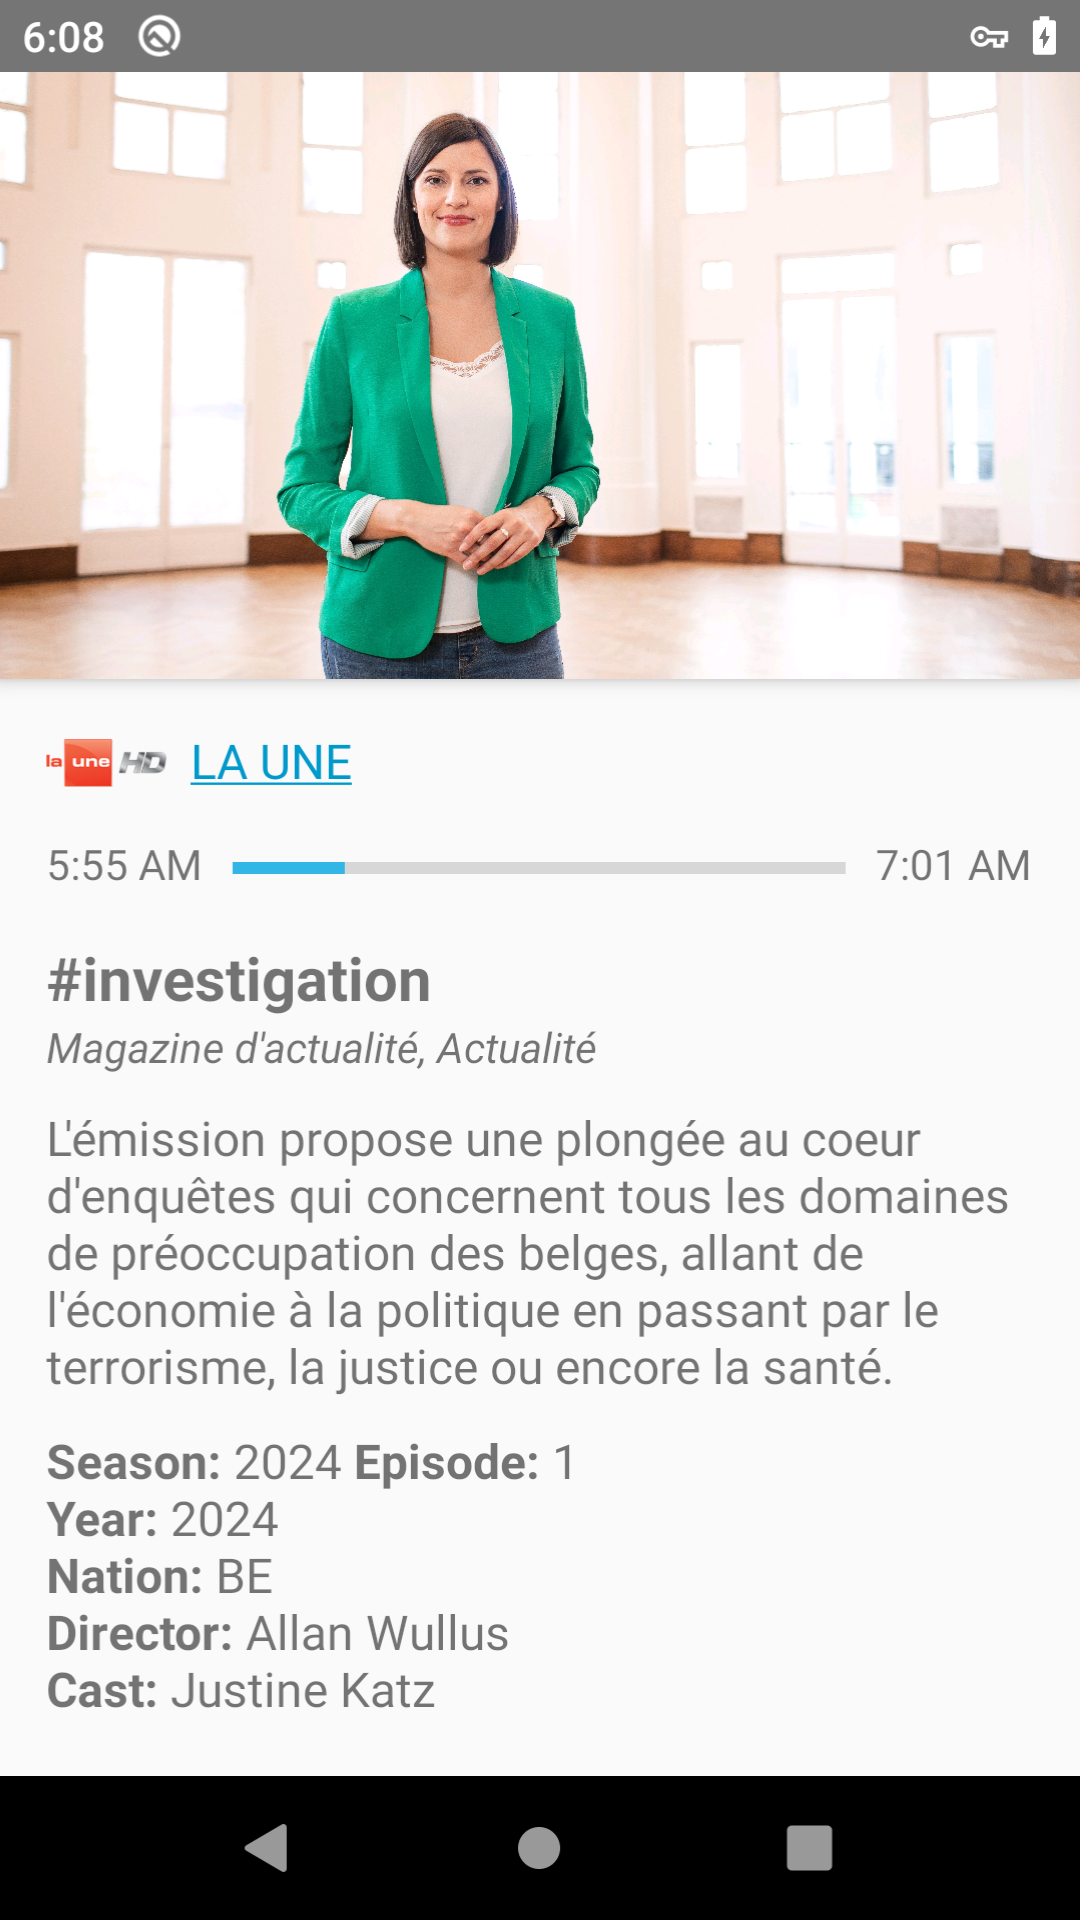 6:08
la une HD LA UNE
5:55 AM 7:01 AM
#investigation
Magazine d'actualité, Actualité
L'émission propose une plongée au coeur
d'enquêtes qui concernent tous les domaines
de préoccupation des belges, allant de
l'économie à la politique en passant par le
terrorisme, la justice ou encore la santé.
Season: 2024 Episode: 1
Year: 2024
Nation: BE
Director: Allan Wullus
Cast: Justine Katz